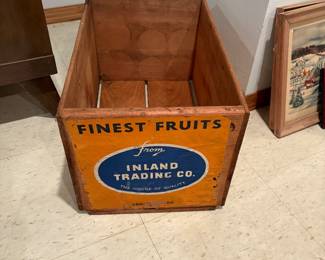 FINEST FRUITS
from
INLAND
TRADING CO.
THE HOUSE OF QUALITY